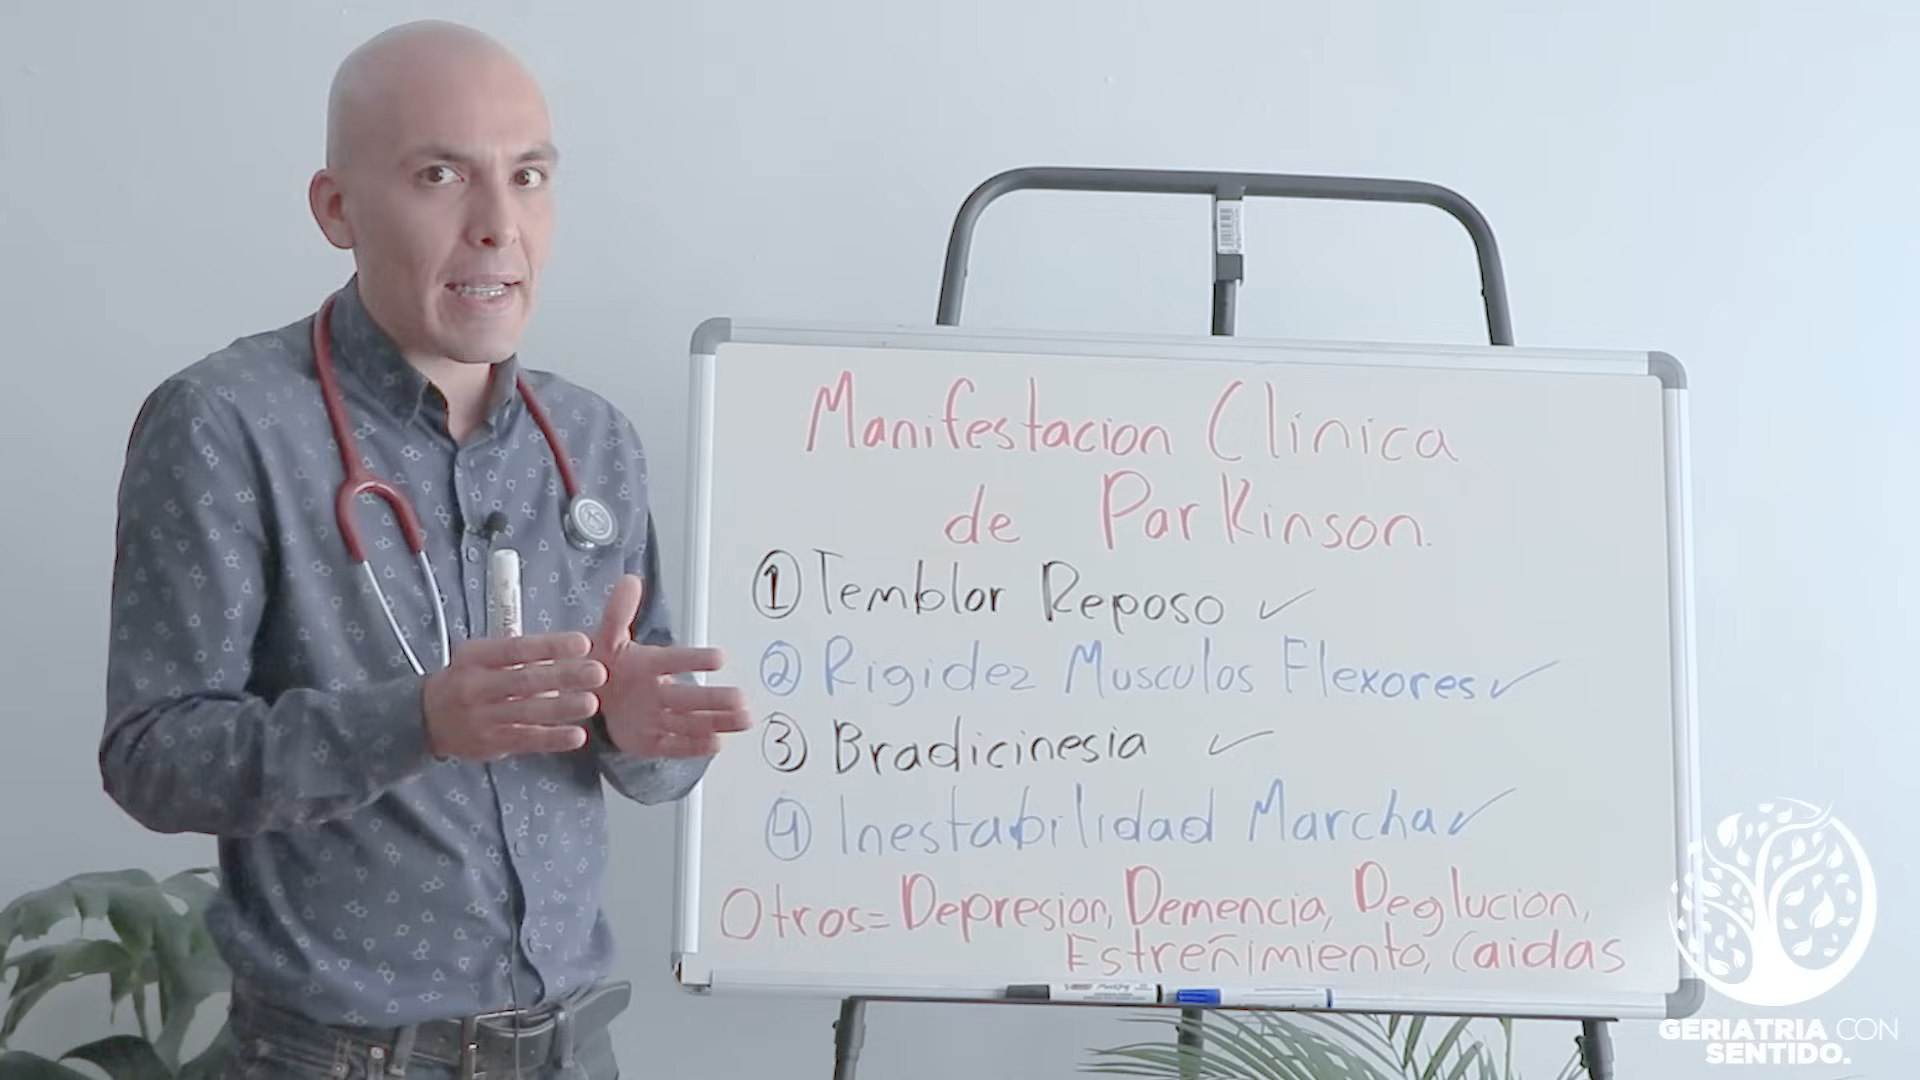 Manifestacion Clinica
de Parkinson.
① Temblor Reposo ✓
② Rigidez Musculos Flexores ✓
③ Bradicinesia ✓
④ Inestabilidad Marcha ✓
Otros= Depresion, Demencia, Deglucion,
Estreñimiento, Caidas
GERIATRIA CON
SENTIDO.